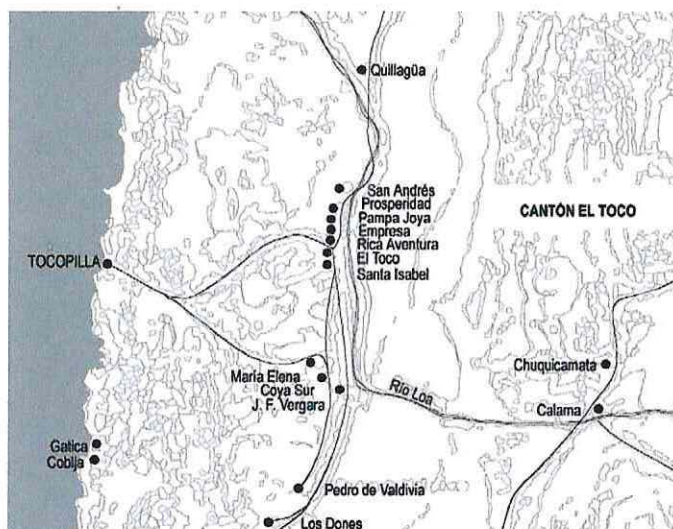 Quillagüa
San Andrés
Prosperidad
Pampa Joya
Empresa
Rica Aventura
El Toco
Santa Isabel
CANTÓN EL TOCO
TOCOPILLA
María Elena
Coya Sur
J. F. Vergara
Río Loa
Chuquicamata
Calama
Gatica
Cobija
Pedro de Valdivia
Los Dones